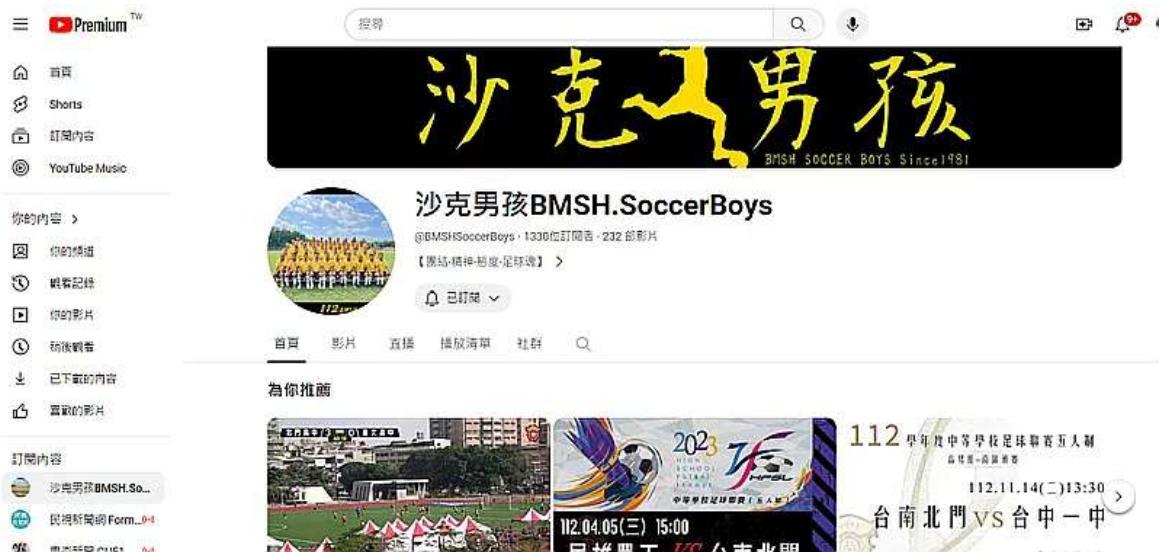 Premium TW
搜尋
9+
首頁
Shorts
訂閱內容
YouTube Music
你的內容
你的頻道
觀看記錄
你的影片
稍後觀看
已下載的內容
喜歡的影片
訂閱內容
沙克男孩BMSH.So...
民視新聞網 Form...
沙克男孩
BMSH SOCCER BOYS Since1981
沙克男孩BMSH.SoccerBoys
@BMSHSoccerBoys · 1330位訂閱者 · 232 部影片
【團結·精神·態度·足球魂】
已訂閱
首頁 影片 直播 播放清單 社群
為你推薦
2023
HIGH SCHOOL FUTSAL LEAGUE
HFSL
中等學校足球聯賽(五人制)
112.04.05(三) 15:00
VS 台南北門
112 學年度中等學校足球聯賽五人制
112.11.14(二)13:30
台南北門 VS 台中一中